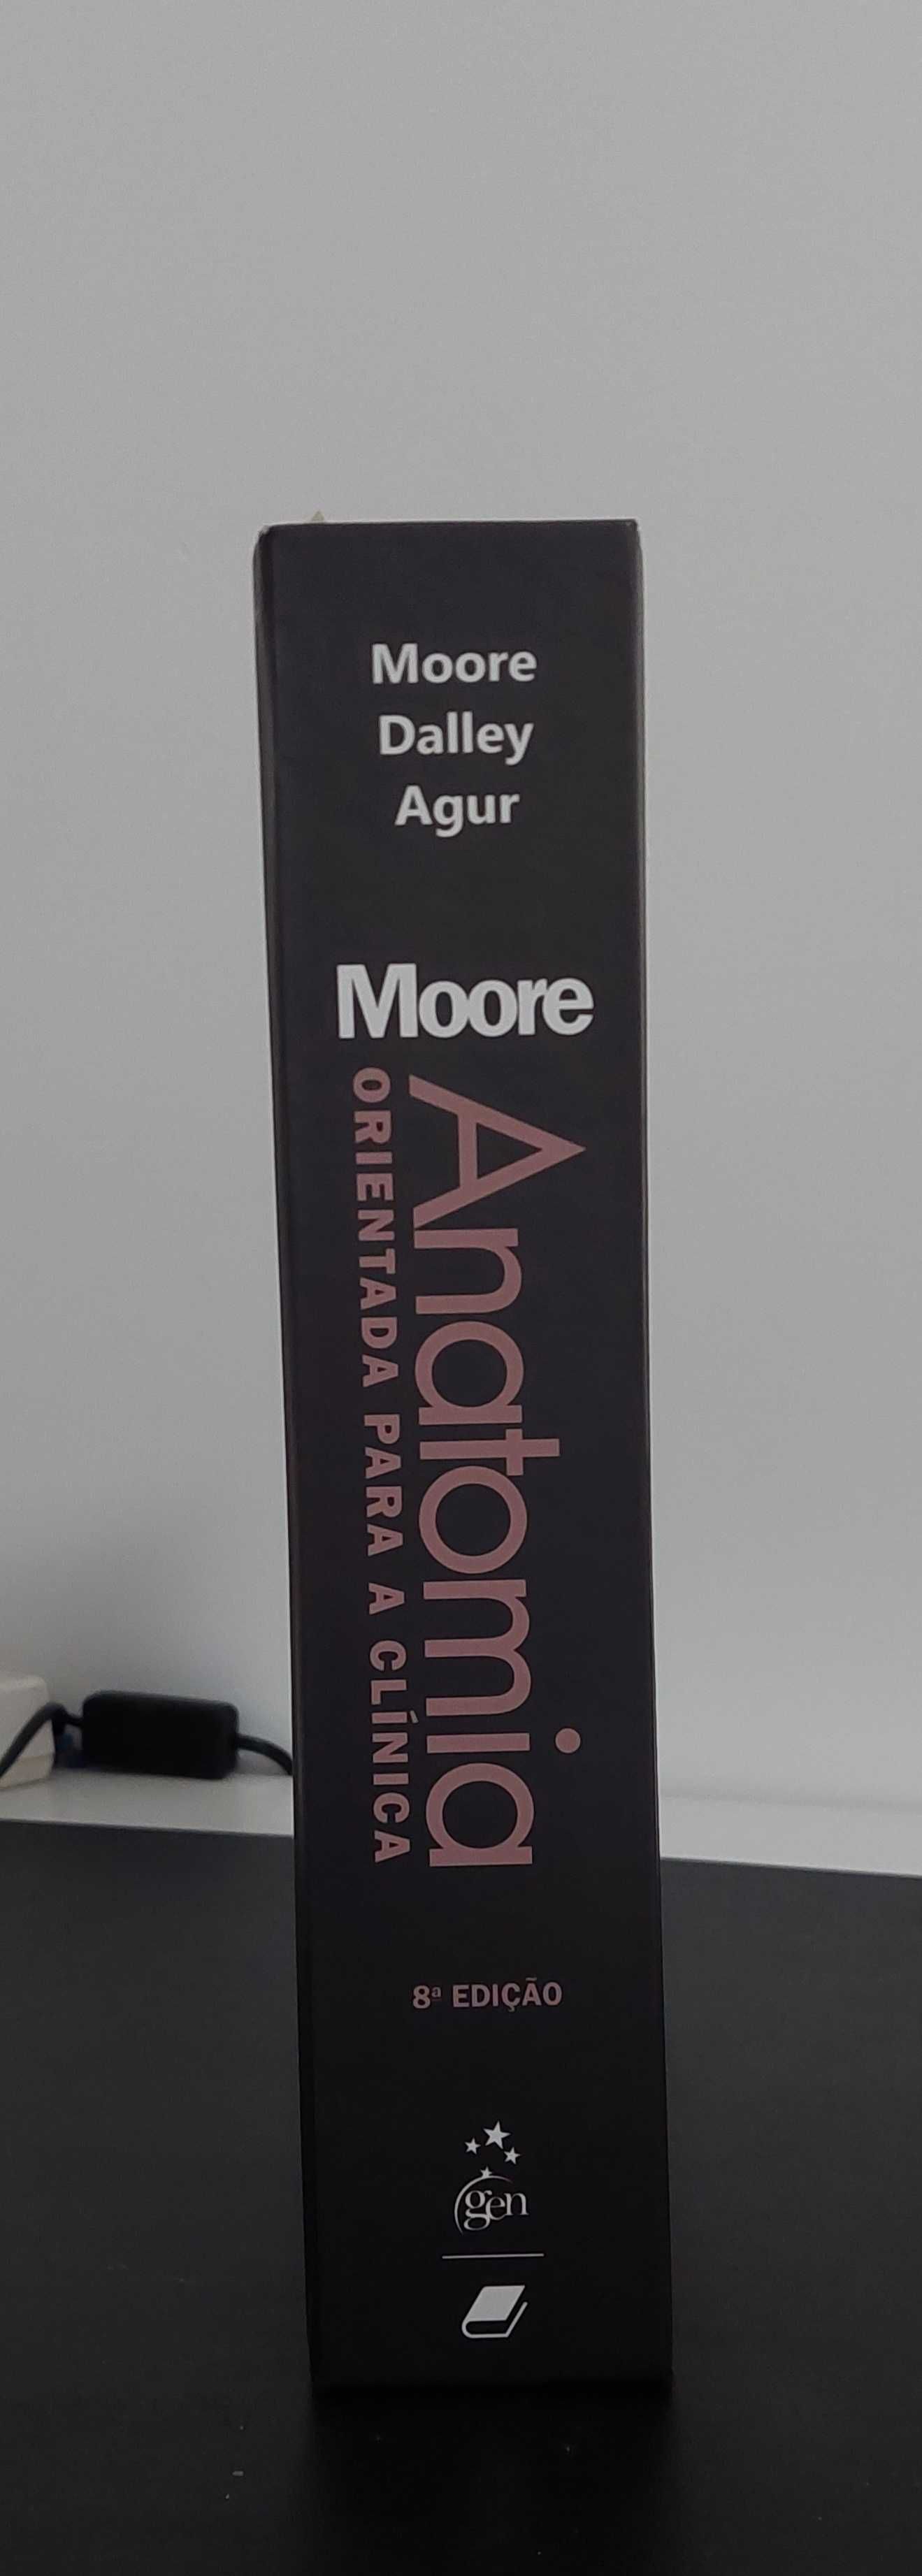 Moore
Dalley
Agur
Moore
Anatomia
ORIENTADA PARA A CLÍNICA
8ª EDIÇÃO
gen